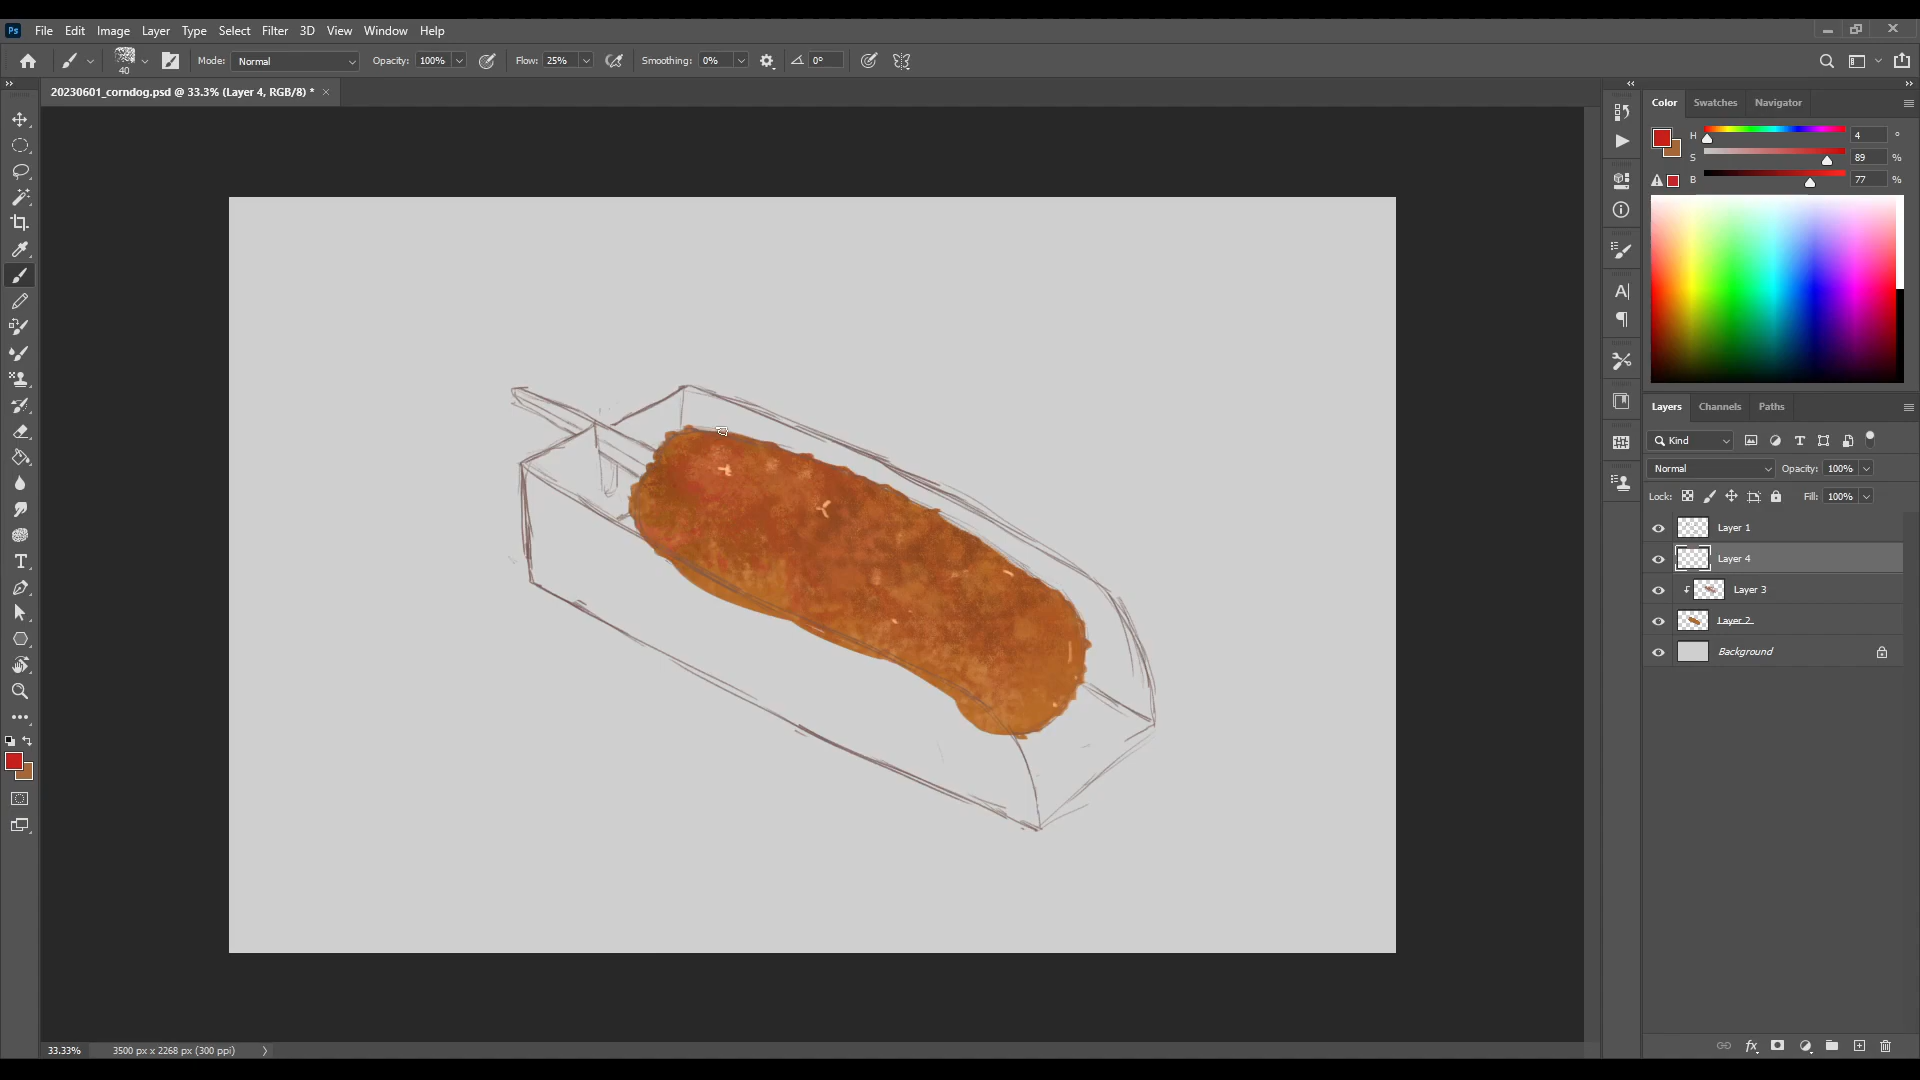 Ps File Edit Image Layer Type Select Filter 3D View Window Help
40 Mode: Normal Opacity: 100% Flow: 25% Smoothing: 0% 0°
20230601_corndog.psd @ 33.3% (Layer 4, RGB/8) * ×
Color Swatches Navigator
H 4 °
S 89 %
B 77 %
Layers Channels Paths
Kind
Normal Opacity: 100%
Lock: Fill: 100%
Layer 1
Layer 4
Layer 3
Layer 2
Background
33.33% 3500 px x 2268 px (300 ppi)